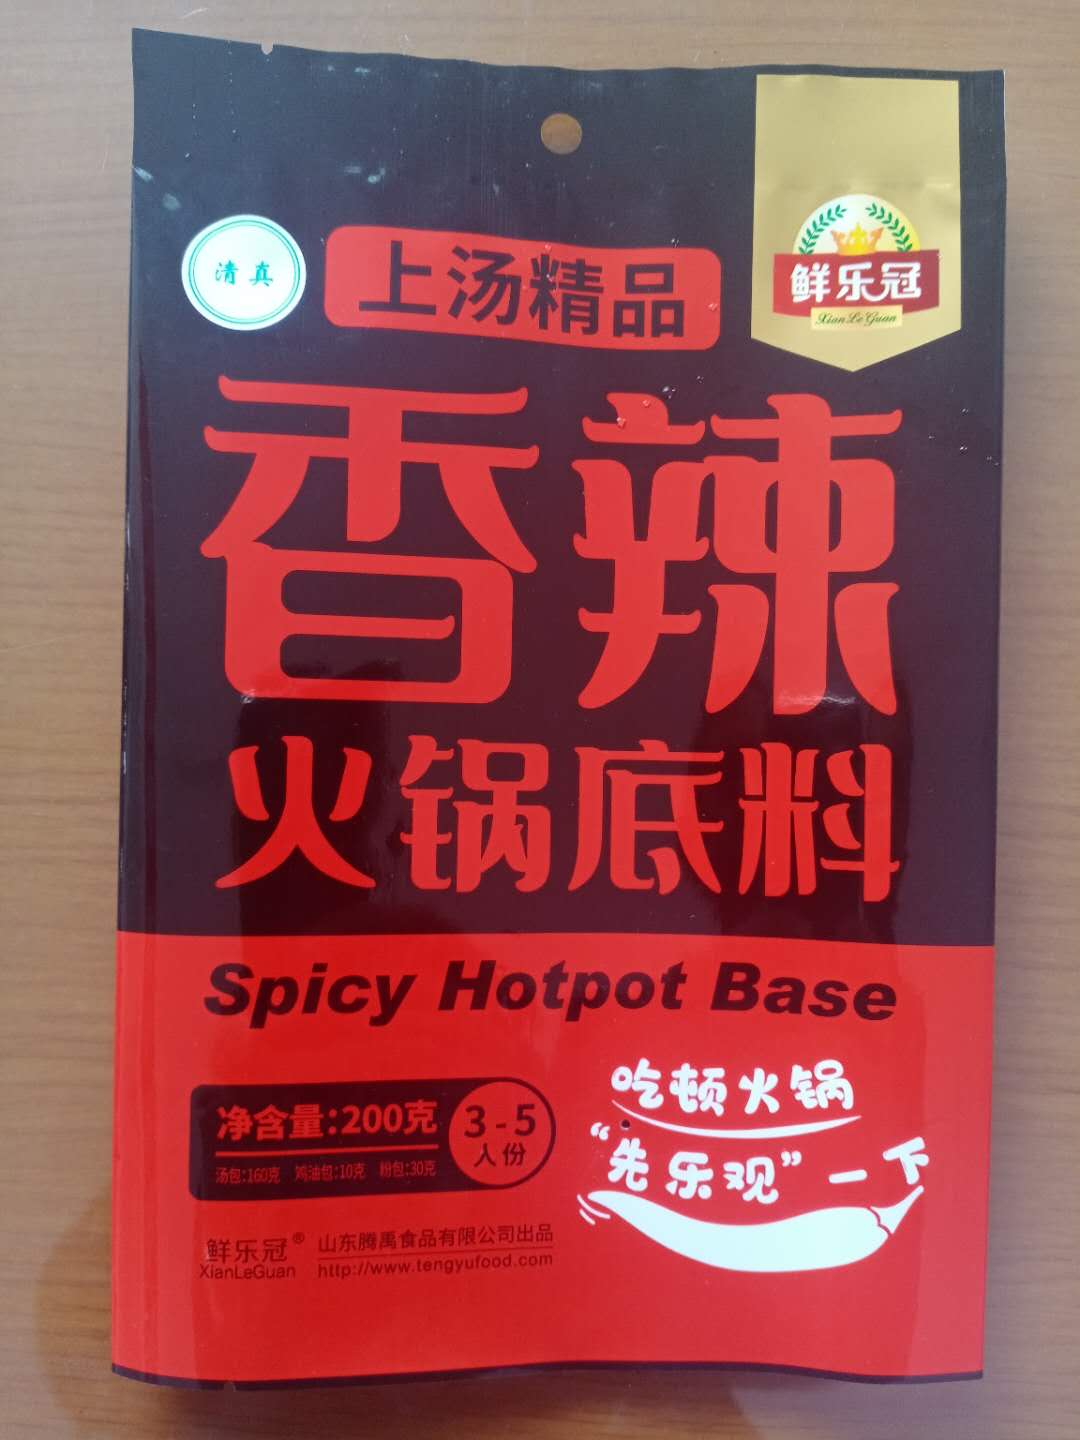 清真
上汤精品
鲜乐冠
Xian Le Guan
香辣
火锅底料
Spicy Hotpot Base
净含量:200克
汤包:160克 鸡油包:10克 粉包:30克
3-5
人份
吃顿火锅
“先乐观”一下
鲜乐冠®
XianLeGuan
山东腾禹食品有限公司出品
http://www.tengyufood.com